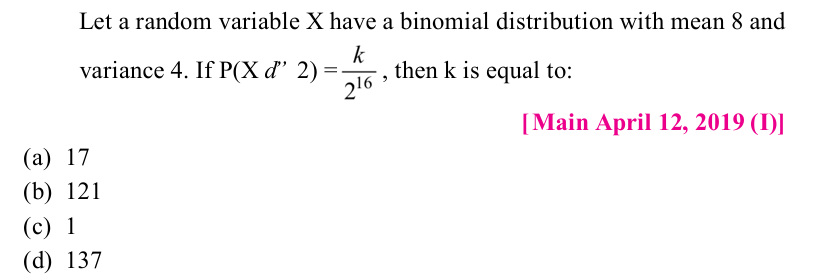 Let a random variable X have a binomial distribution with mean 8 and
variance 4. If P(X d” 2) = k/2^16 , then k is equal to:
[Main April 12, 2019 (I)]
(a) 17
(b) 121
(c) 1
(d) 137